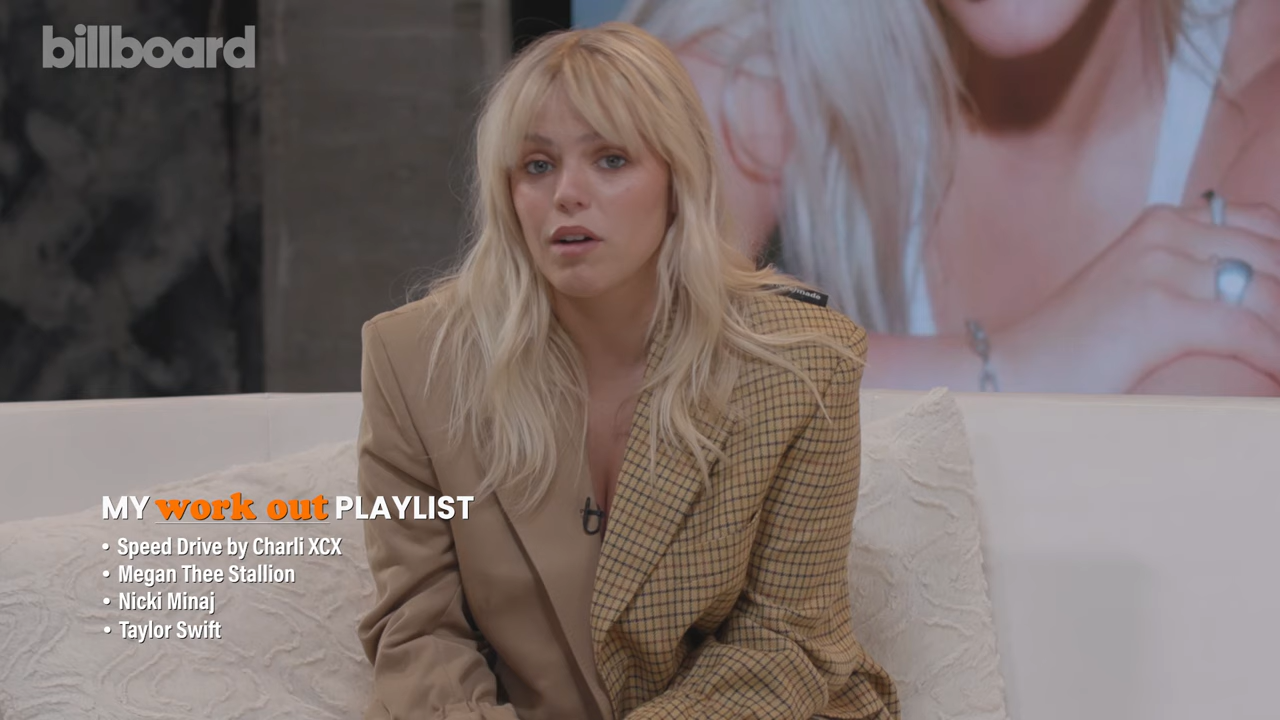 billboard
MY work out PLAYLIST
• Speed Drive by Charli XCX
• Megan Thee Stallion
• Nicki Minaj
• Taylor Swift